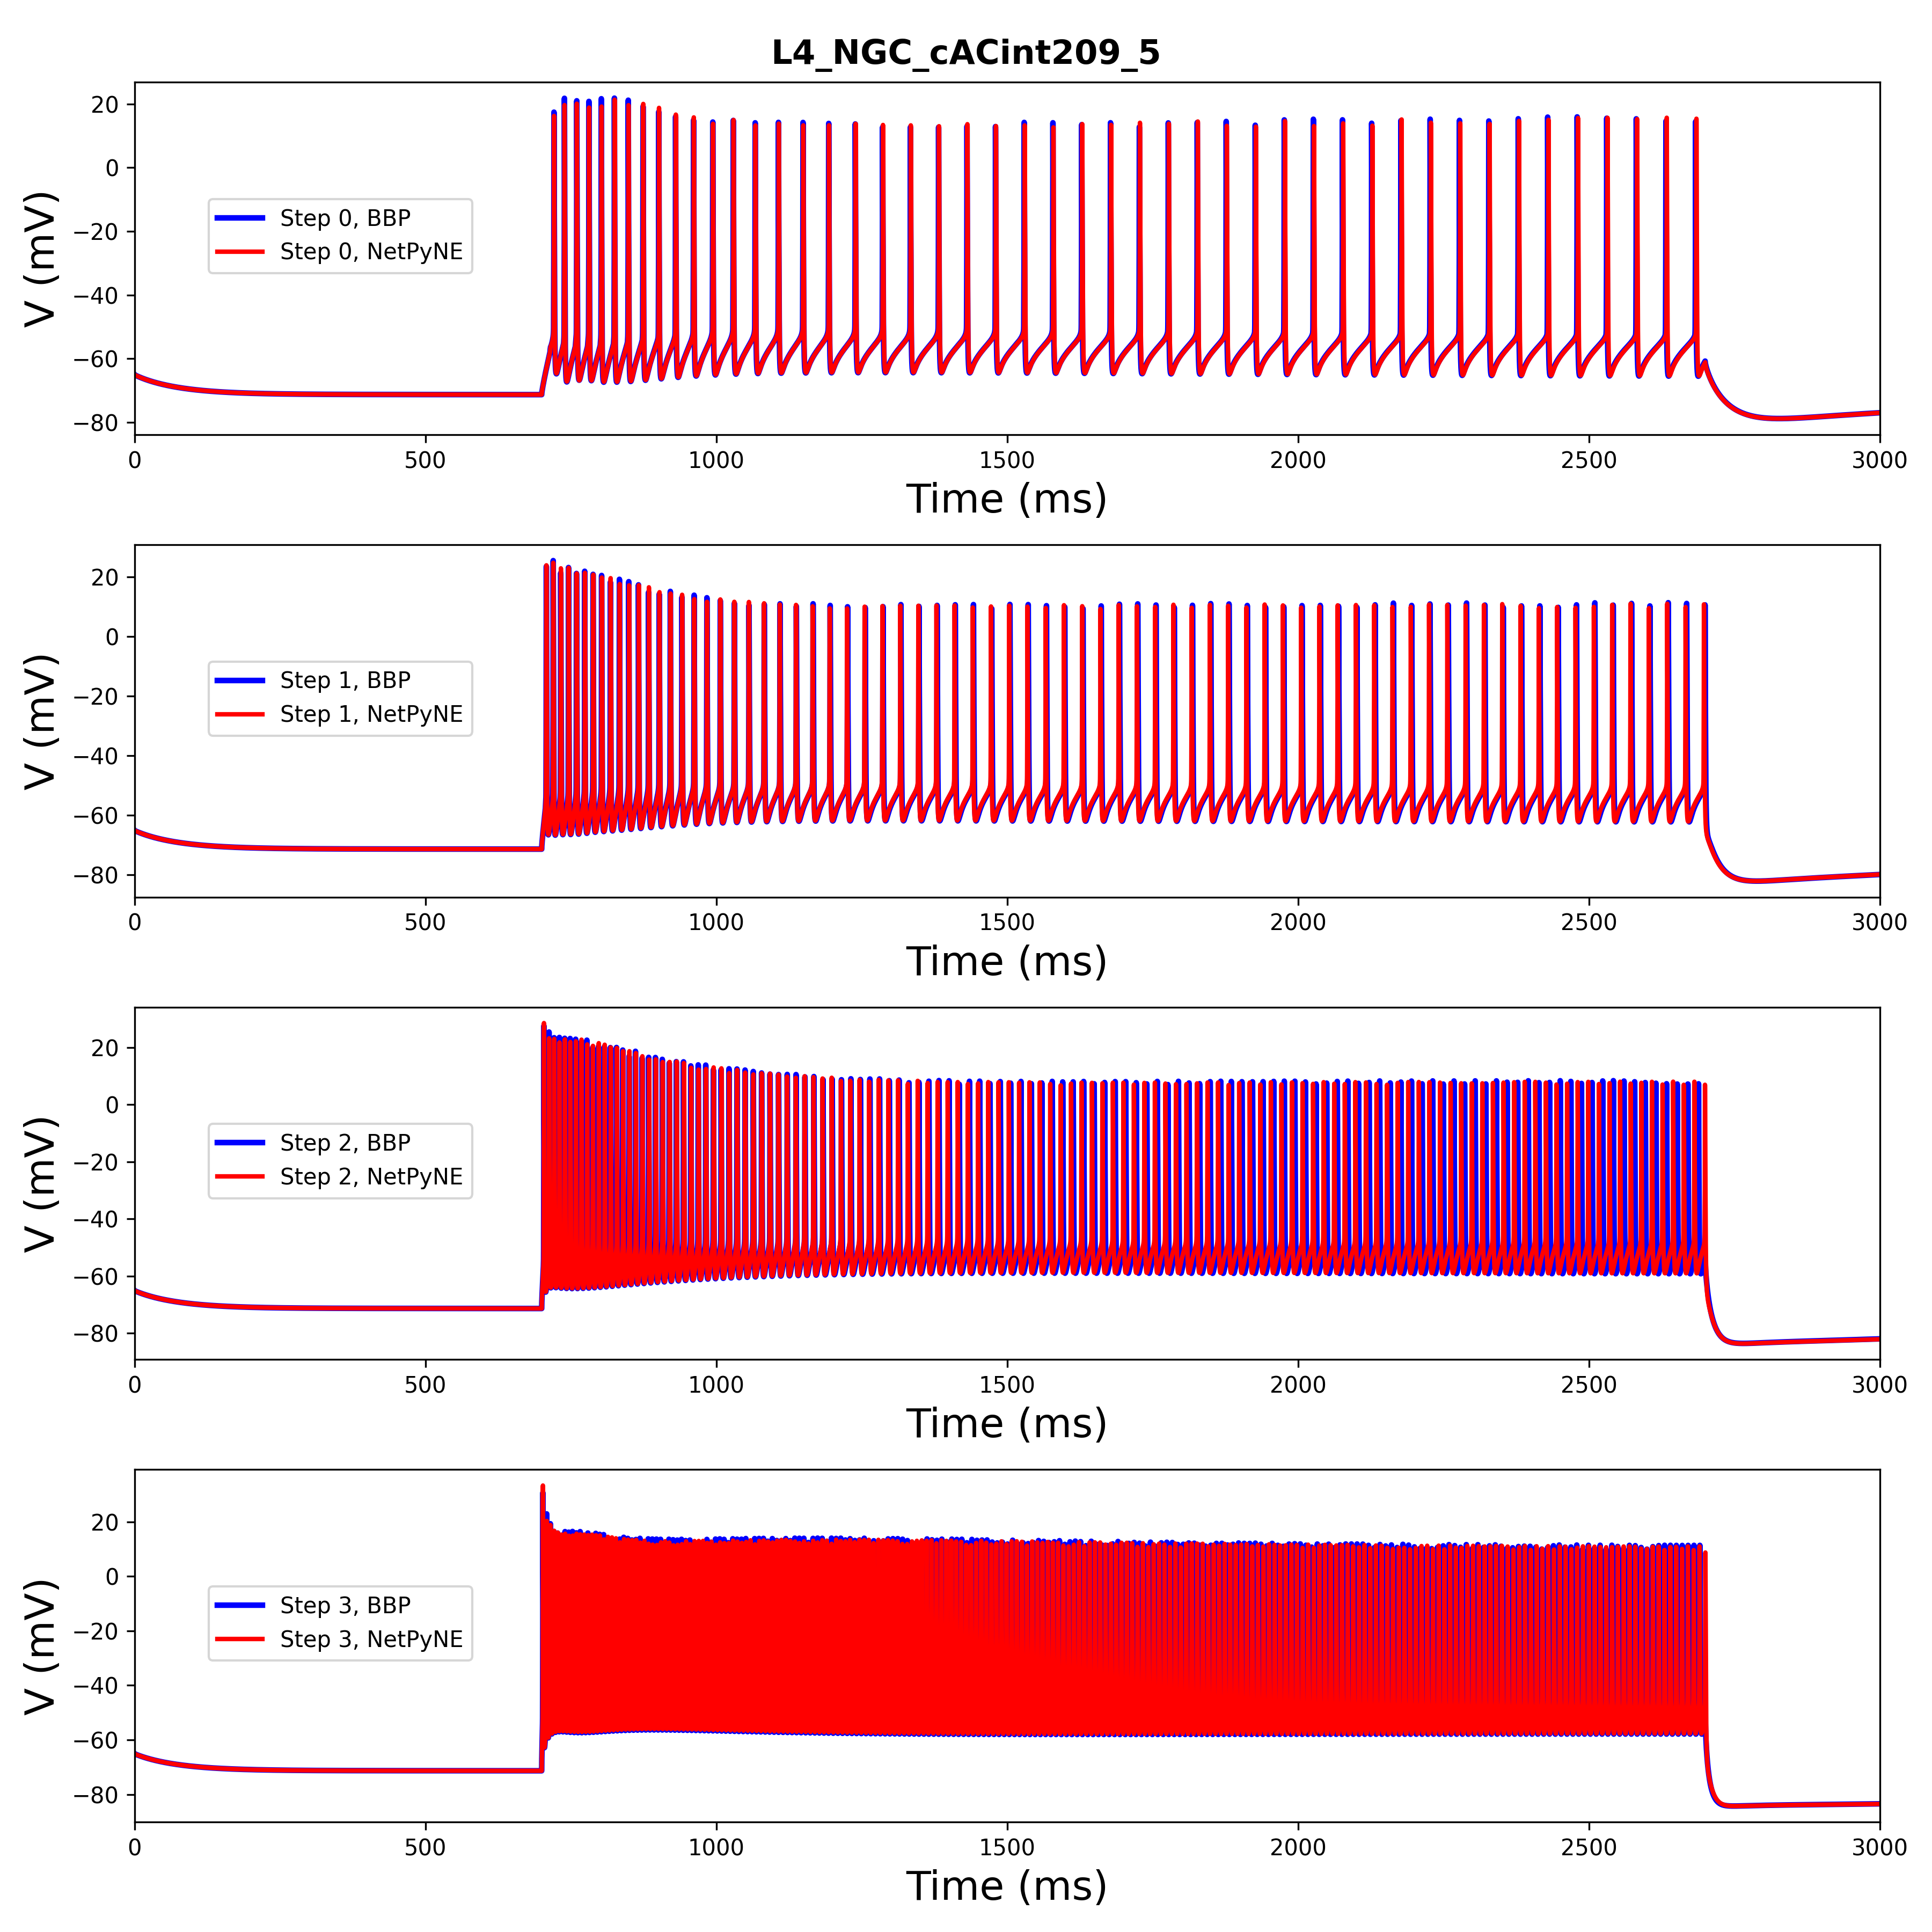 L4_NGC_cACint209_5
20
0
−20
−40
−60
−80
V (mV)
Step 0, BBP
Step 0, NetPyNE
0 500 1000 1500 2000 2500 3000
Time (ms)
20
0
−20
−40
−60
−80
V (mV)
Step 1, BBP
Step 1, NetPyNE
0 500 1000 1500 2000 2500 3000
Time (ms)
20
0
−20
−40
−60
−80
V (mV)
Step 2, BBP
Step 2, NetPyNE
0 500 1000 1500 2000 2500 3000
Time (ms)
20
0
−20
−40
−60
−80
V (mV)
Step 3, BBP
Step 3, NetPyNE
0 500 1000 1500 2000 2500 3000
Time (ms)